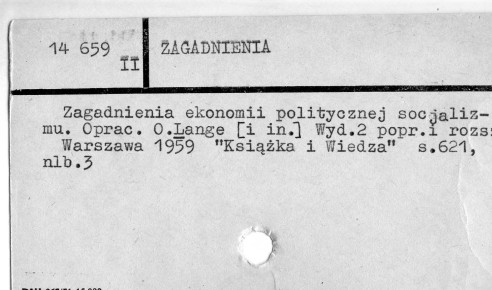 14 659
II
ZAGADNIENIA
Zagadnienia ekonomii politycznej socjaliz-
mu. Oprac. O.Lange [i in.] Wyd.2 popr.i rozsz
Warszawa 1959 "Książka i Wiedza" s.621,
nlb.3